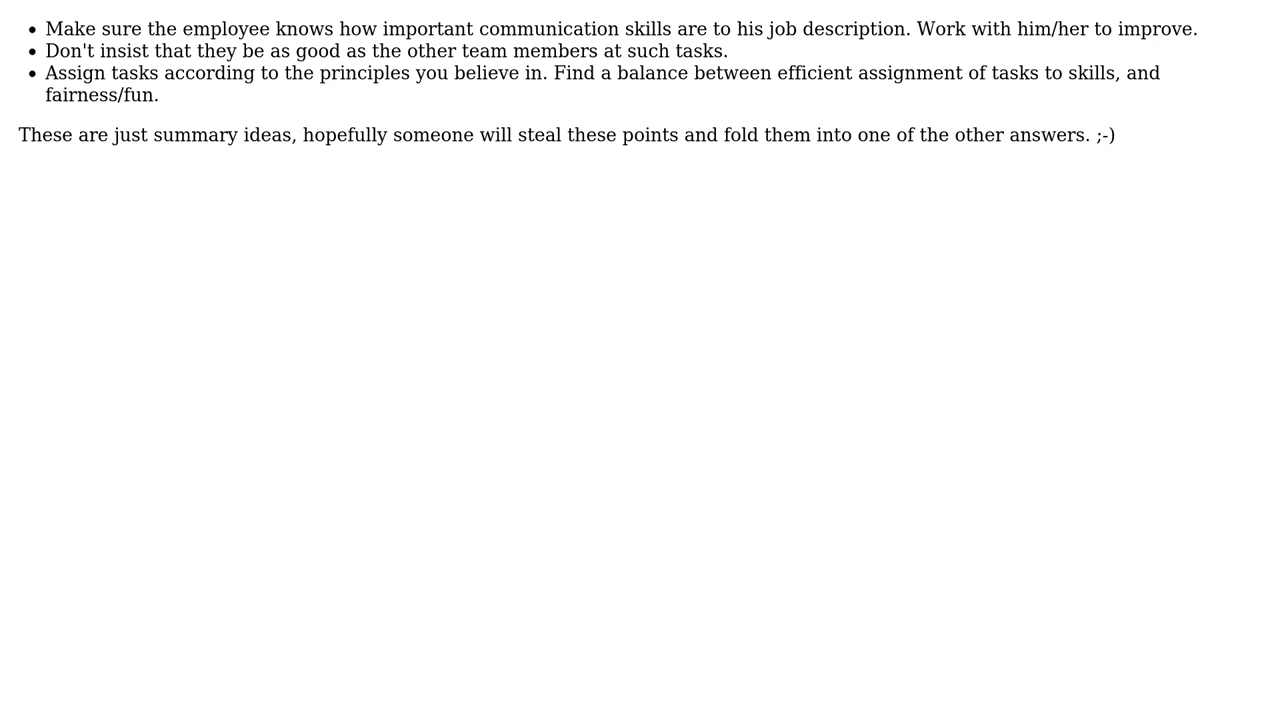 • Make sure the employee knows how important communication skills are to his job description. Work with him/her to improve.
• Don't insist that they be as good as the other team members at such tasks.
• Assign tasks according to the principles you believe in. Find a balance between efficient assignment of tasks to skills, and
fairness/fun.
These are just summary ideas, hopefully someone will steal these points and fold them into one of the other answers. ;-)